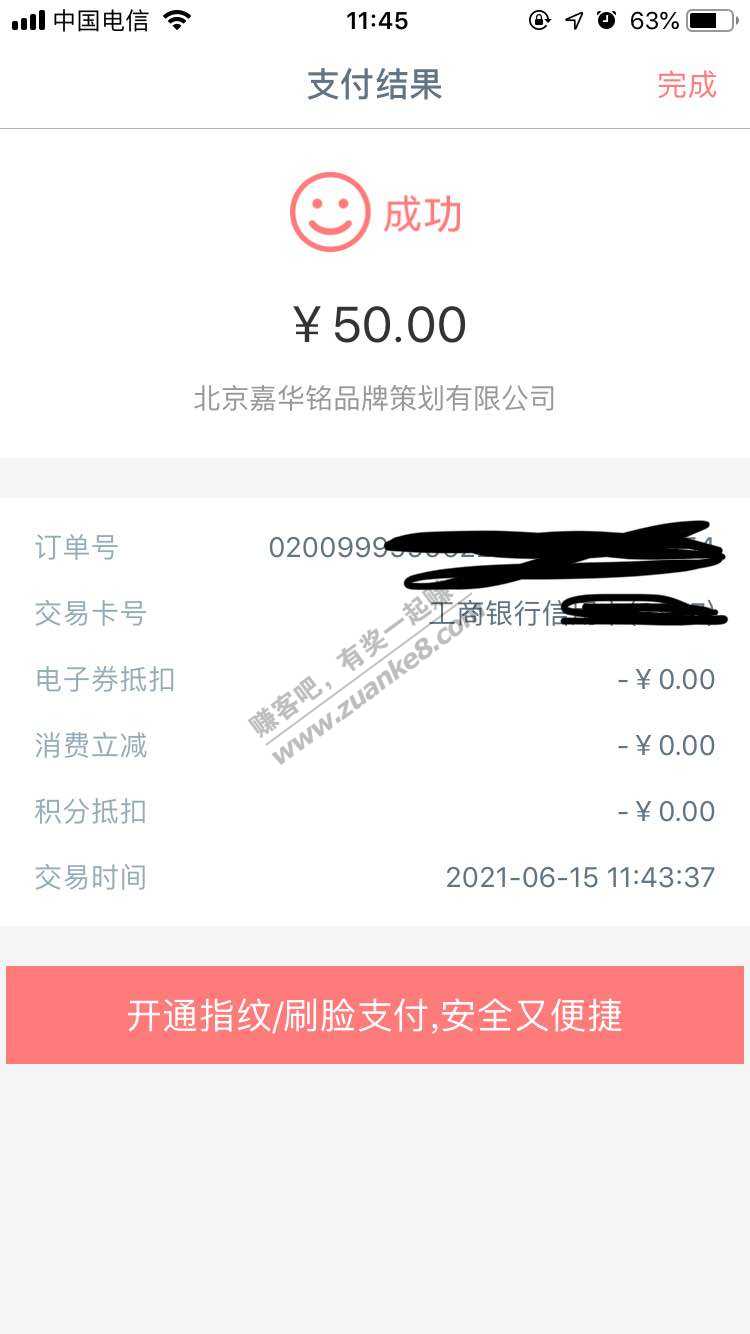 中国电信 11:45 63%
支付结果 完成
成功
¥50.00
北京嘉华铭品牌策划有限公司
订单号 0200999
交易卡号 工商银行信
电子券抵扣 -¥0.00
消费立减 -¥0.00
积分抵扣 -¥0.00
交易时间 2021-06-15 11:43:37
开通指纹/刷脸支付,安全又便捷
赚客吧,有奖一起赚!
www.zuanke8.com